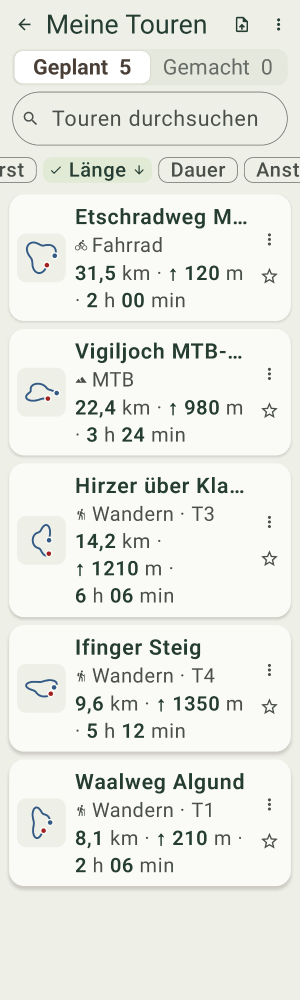 Meine Touren
Geplant 5 Gemacht 0
Touren durchsuchen
rst Länge ↓ Dauer Anst
Etschradweg M…
Fahrrad
31,5 km · ↑ 120 m
· 2 h 00 min
Vigiljoch MTB-…
MTB
22,4 km · ↑ 980 m
· 3 h 24 min
Hirzer über Kla…
Wandern · T3
14,2 km ·
↑ 1210 m ·
6 h 06 min
Ifinger Steig
Wandern · T4
9,6 km · ↑ 1350 m
· 5 h 12 min
Waalweg Algund
Wandern · T1
8,1 km · ↑ 210 m ·
2 h 06 min